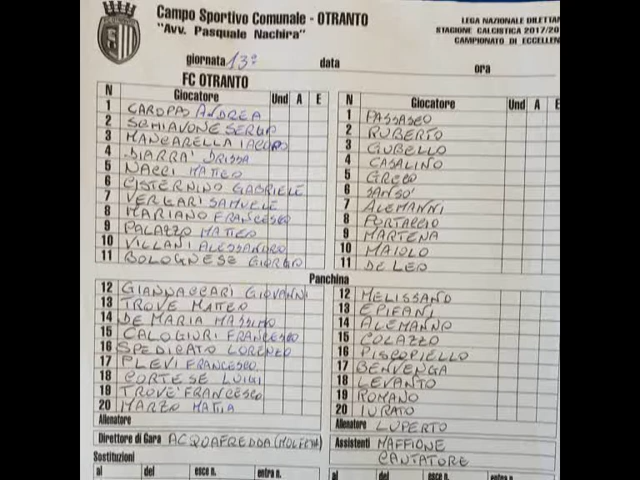 Campo Sportivo Comunale - OTRANTO
"Avv. Pasquale Nachira"
LEGA NAZIONALE DILETTAN
STAGIONE CALCISTICA 2017/20
CAMPIONATO DI ECCELLEN
giornata 13° data ora
FC OTRANTO
N Giocatore Und A E
1 CAROPPO ANDREA
2 SCHIAVONE SERGIO
3 MANCARELLA IACOPO
4 DIARRA' DRISSA
5 NACCI MATTEO
6 CISTERNINO GABRIELE
7 VERGARI SAMUELE
8 MARIANO FRANCESCO
9 PALAZZO MATTEO
10 VILLANI ALESSANDRO
11 BOLOGNESE GIORGIO
N Giocatore Und A E
1 PASSASEO
2 RUBERTO
3 GUBELLO
4 CASALINO
5 GRECO
6 SANSO'
7 ALEMANNI
8 PORTACCIO
9 MARTENA
10 MAIOLO
11 DE LEO
Panchina
12 GIANNACCARI GIOVANNI
13 TROVE MATTEO
14 DE MARIA MASSIMO
15 CALOGIURI FRANCESCO
16 SPEDICATO LORENZO
17 PLEVI FRANCESCO
18 CORTESE LUIGI
19 TROVE' FRANCESCO
20 MARZO MATTIA
Allenatore
12 MELISSANO
13 EPIFANI
14 ALEMANNO
15 COLAZZO
16 PISCOPIELLO
17 BENVENGA
18 LEVANTO
19 ROMANO
20 IURATO
Allenatore LUPERTO
Direttore di Gara ACQUAFREDDA (MOLFETTA)
Assistenti MAFFIONE
CANTATORE
Sostituzioni
al del esce n. entra n.
al del esce n. entra n.